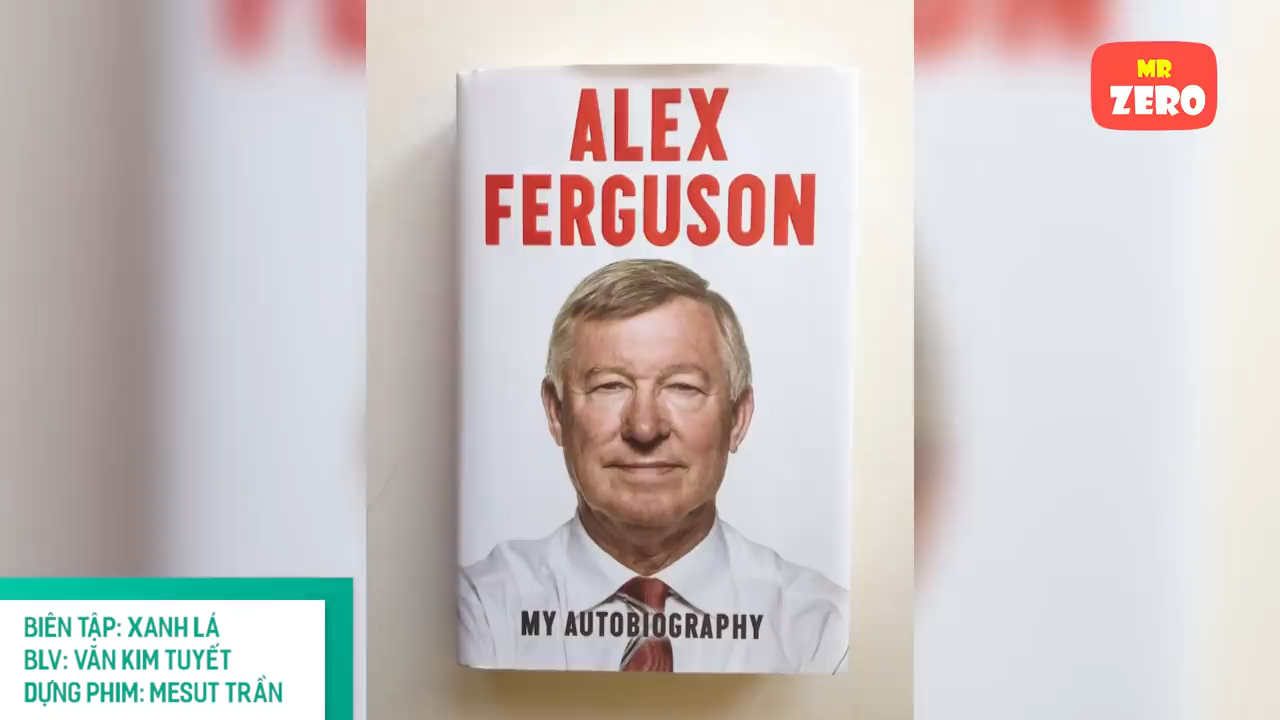 ALEX
FERGUSON
MY AUTOBIOGRAPHY
MR
ZERO
BIÊN TẬP: XANH LÁ
BLV: VĂN KIM TUYẾT
DỰNG PHIM: MESUT TRẦN